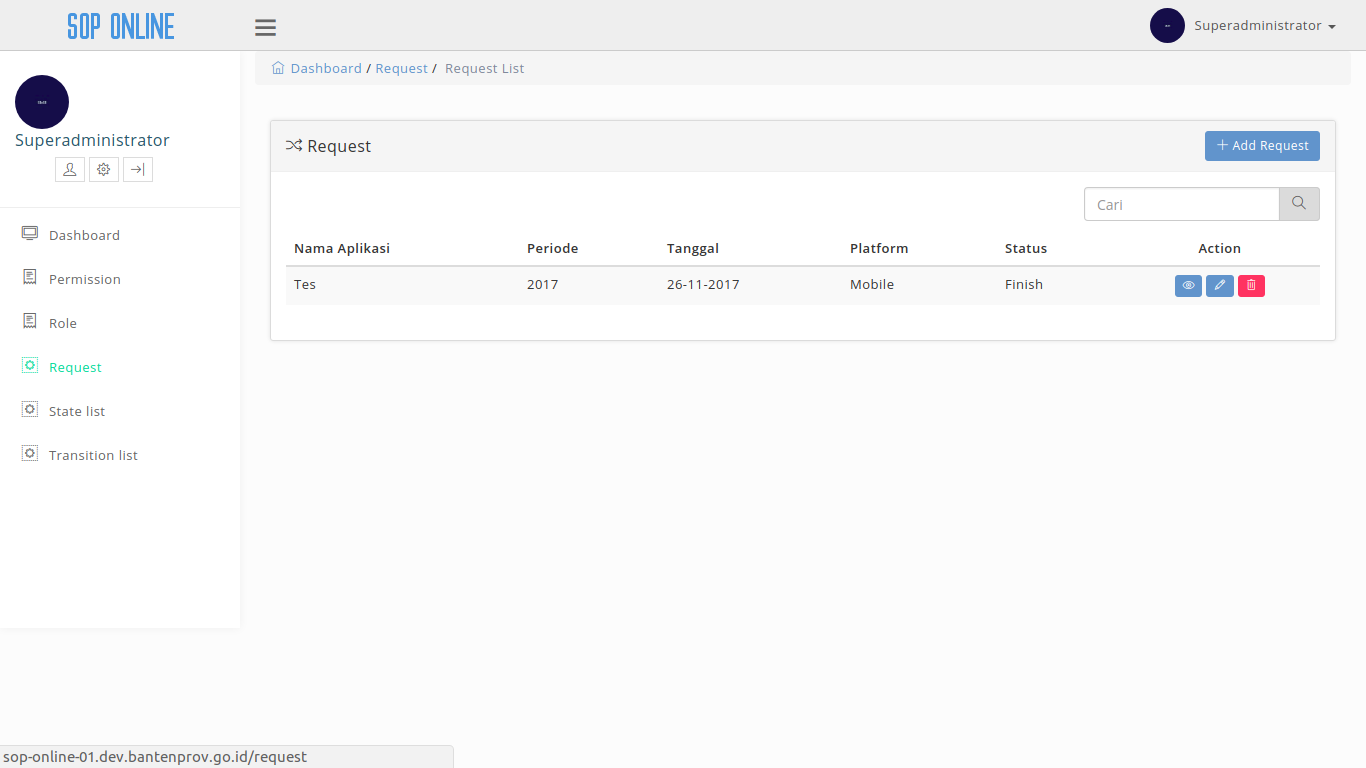 SOP ONLINE
Superadministrator
Dashboard / Request / Request List
Superadministrator
Request
Add Request
Cari
Nama Aplikasi Periode Tanggal Platform Status Action
Tes 2017 26-11-2017 Mobile Finish
Dashboard
Permission
Role
Request
State list
Transition list
sop-online-01.dev.bantenprov.go.id/request